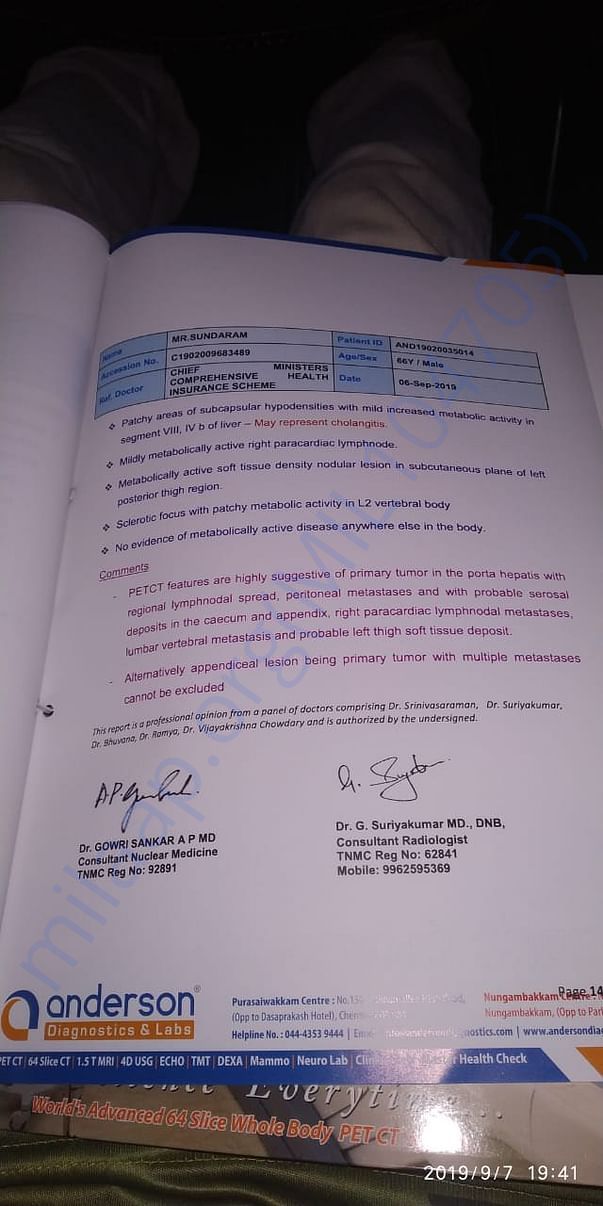 Name
MR.SUNDARAM
Patient ID
AND19020035014
Accession No.
C1902009683489
Age/Sex
66Y / Male
Ref. Doctor
CHIEF MINISTERS
COMPREHENSIVE HEALTH
INSURANCE SCHEME
Date
06-Sep-2019
❖ Patchy areas of subcapsular hypodensities with mild increased metabolic activity in
segment VIII, IV b of liver – May represent cholangitis.
❖ Mildly metabolically active right paracardiac lymphnode.
❖ Metabolically active soft tissue density nodular lesion in subcutaneous plane of left
posterior thigh region.
❖ Sclerotic focus with patchy metabolic activity in L2 vertebral body
❖ No evidence of metabolically active disease anywhere else in the body.
Comments
- PETCT features are highly suggestive of primary tumor in the porta hepatis with
regional lymphnodal spread, peritoneal metastases and with probable serosal
deposits in the caecum and appendix, right paracardiac lymphnodal metastases,
lumbar vertebral metastasis and probable left thigh soft tissue deposit.
- Alternatively appendiceal lesion being primary tumor with multiple metastases
cannot be excluded
This report is a professional opinion from a panel of doctors comprising Dr. Srinivasaraman, Dr. Suriyakumar,
Dr. Bhuvana, Dr. Ramya, Dr. Vijayakrishna Chowdary and is authorized by the undersigned.
Dr. GOWRI SANKAR A P MD
Consultant Nuclear Medicine
TNMC Reg No: 92891
Dr. G. Suriyakumar MD., DNB,
Consultant Radiologist
TNMC Reg No: 62841
Mobile: 9962595369
Page 14
anderson®
Diagnostics & Labs
Purasaiwakkam Centre : No.
(Opp to Dasaprakash Hotel),
Helpline No. : 044-4353 9444 |
Nungambakkam Centre :
Nungambakkam, (Opp to
| www.andersondia
PET CT | 64 Slice CT | 1.5 T MRI | 4D USG | ECHO | TMT | DEXA | Mammo | Neuro Lab | Health Check
World's Advanced 64 Slice Whole Body PET CT
milaap.org(MIL1044705)
2019/9/7 19:41